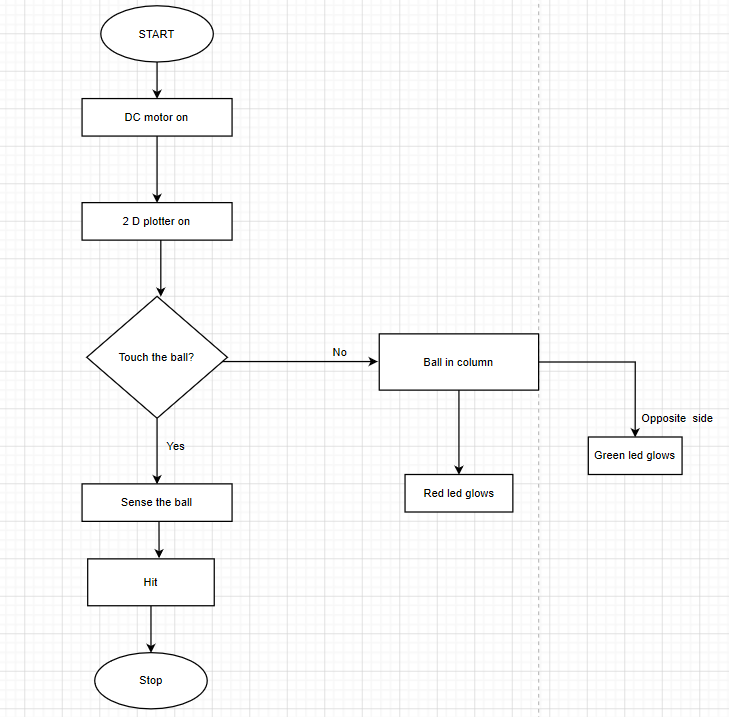 START
DC motor on
2 D plotter on
Touch the ball?
No
Ball in column
Opposite side
Green led glows
Yes
Red led glows
Sense the ball
Hit
Stop